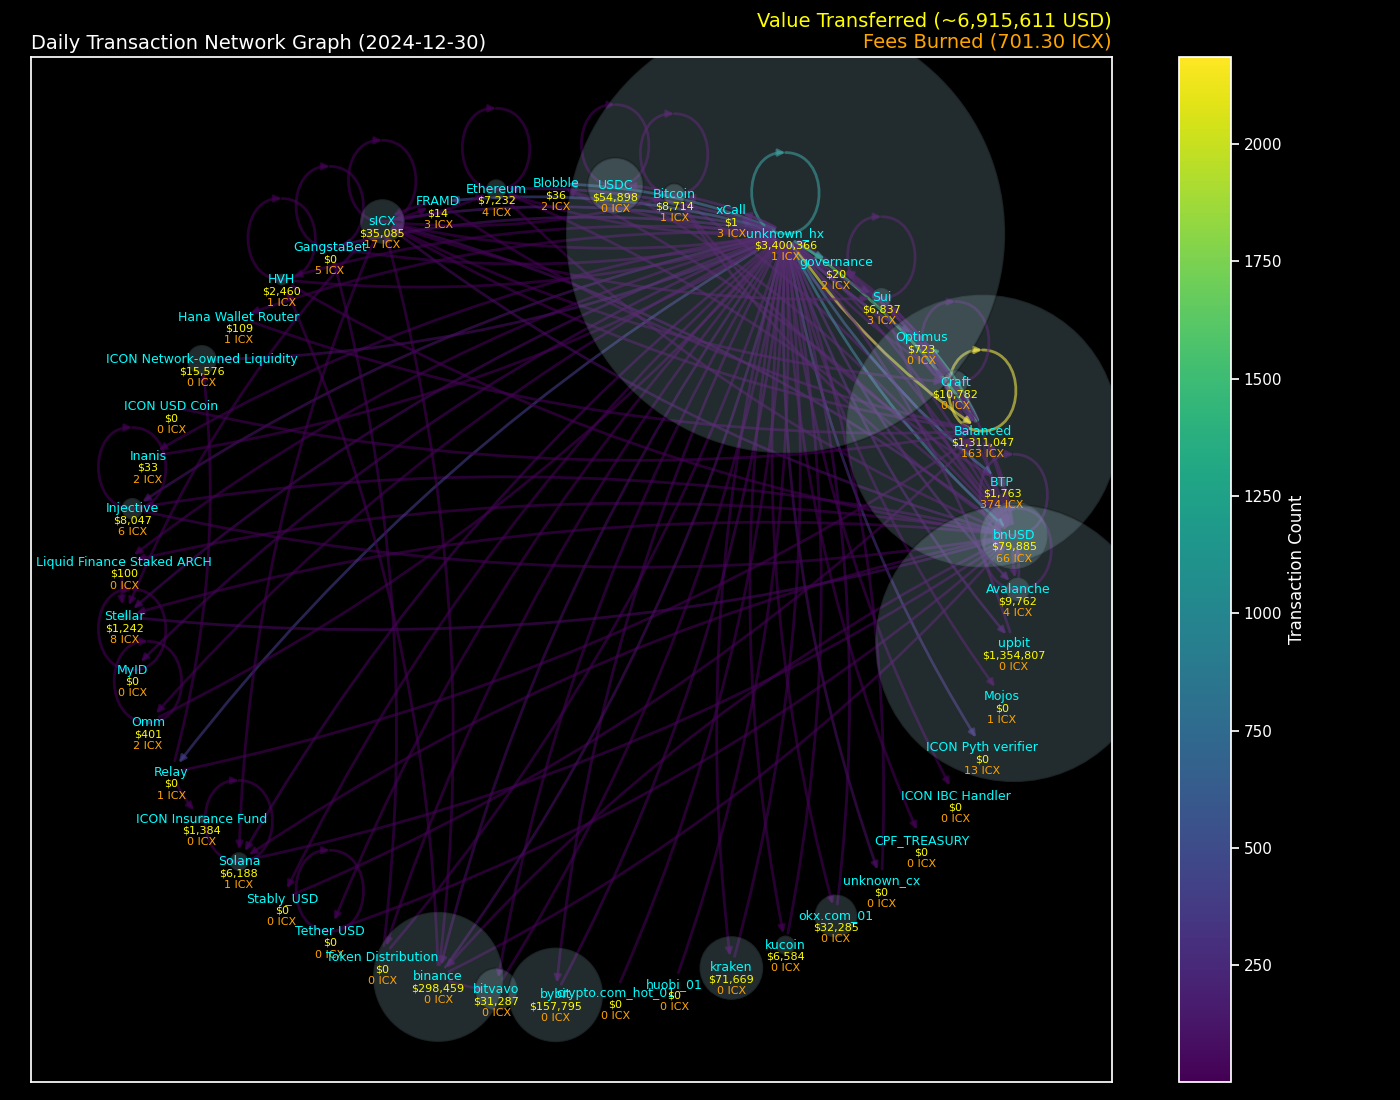 Value Transferred (~6,915,611 USD)
Daily Transaction Network Graph (2024-12-30)
Fees Burned (701.30 ICX)
unknown_hx
$3,400,366
1 ICX
xCall
$1
3 ICX
Bitcoin
$8,714
1 ICX
USDC
$54,898
0 ICX
Blobble
$36
2 ICX
Ethereum
$7,232
4 ICX
FRAMD
$14
3 ICX
sICX
$35,085
17 ICX
GangstaBet
$0
5 ICX
HVH
$2,460
1 ICX
Hana Wallet Router
$109
1 ICX
ICON Network-owned Liquidity
$15,576
0 ICX
ICON USD Coin
$0
0 ICX
Inanis
$33
2 ICX
Injective
$8,047
6 ICX
Liquid Finance Staked ARCH
$100
0 ICX
Stellar
$1,242
8 ICX
MyID
$0
0 ICX
Omm
$401
2 ICX
Relay
$0
1 ICX
ICON Insurance Fund
$1,384
0 ICX
Solana
$6,188
1 ICX
Stably_USD
$0
0 ICX
Tether USD
$0
0 ICX
Token Distribution
$0
0 ICX
binance
$298,459
0 ICX
bitvavo
$31,287
0 ICX
bybit
$157,795
0 ICX
crypto.com_hot_01
$0
0 ICX
huobi_01
$0
0 ICX
kraken
$71,669
0 ICX
kucoin
$6,584
0 ICX
okx.com_01
$32,285
0 ICX
unknown_cx
$0
0 ICX
CPF_TREASURY
$0
0 ICX
ICON IBC Handler
$0
0 ICX
ICON Pyth verifier
$0
13 ICX
Mojos
$0
1 ICX
upbit
$1,354,807
0 ICX
Avalanche
$9,762
4 ICX
bnUSD
$79,885
66 ICX
BTP
$1,763
374 ICX
Balanced
$1,311,047
163 ICX
Craft
$10,782
0 ICX
Optimus
$723
0 ICX
Sui
$6,837
3 ICX
governance
$20
2 ICX
2000
1750
1500
1250
1000
750
500
250
Transaction Count